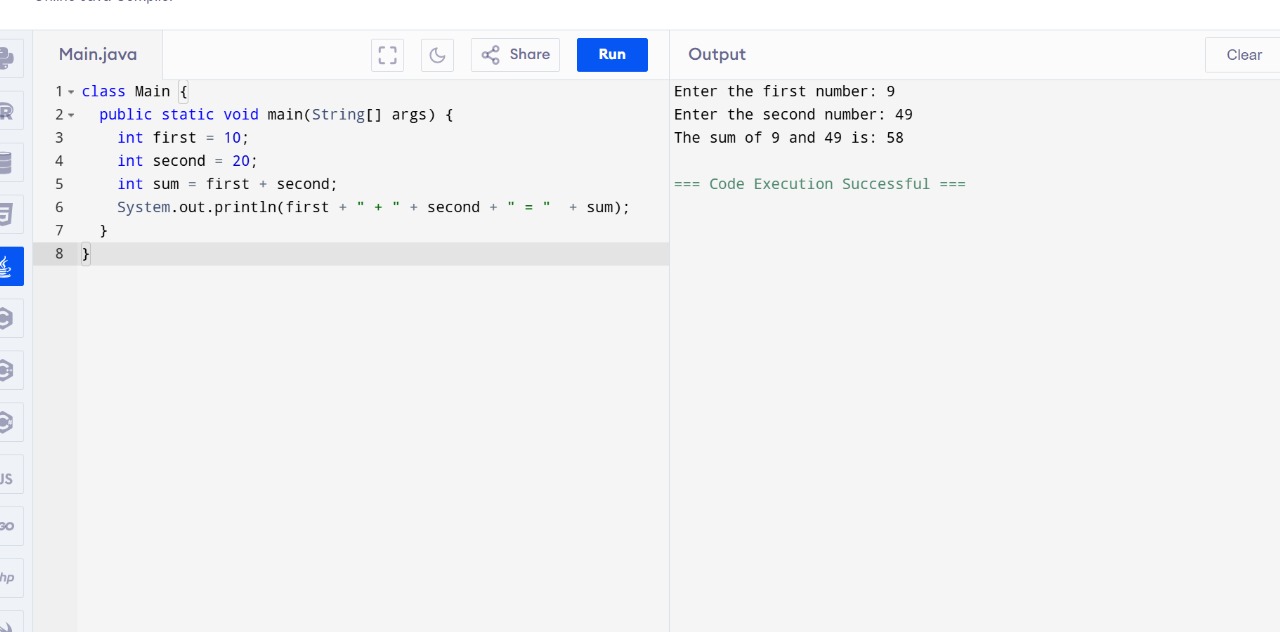 Main.java
Share
Run
Output
Clear
1 class Main {
2 public static void main(String[] args) {
3 int first = 10;
4 int second = 20;
5 int sum = first + second;
6 System.out.println(first + " + " + second + " = "  + sum);
7 }
8 }
Enter the first number: 9
Enter the second number: 49
The sum of 9 and 49 is: 58
=== Code Execution Successful ===
JS
GO
hp